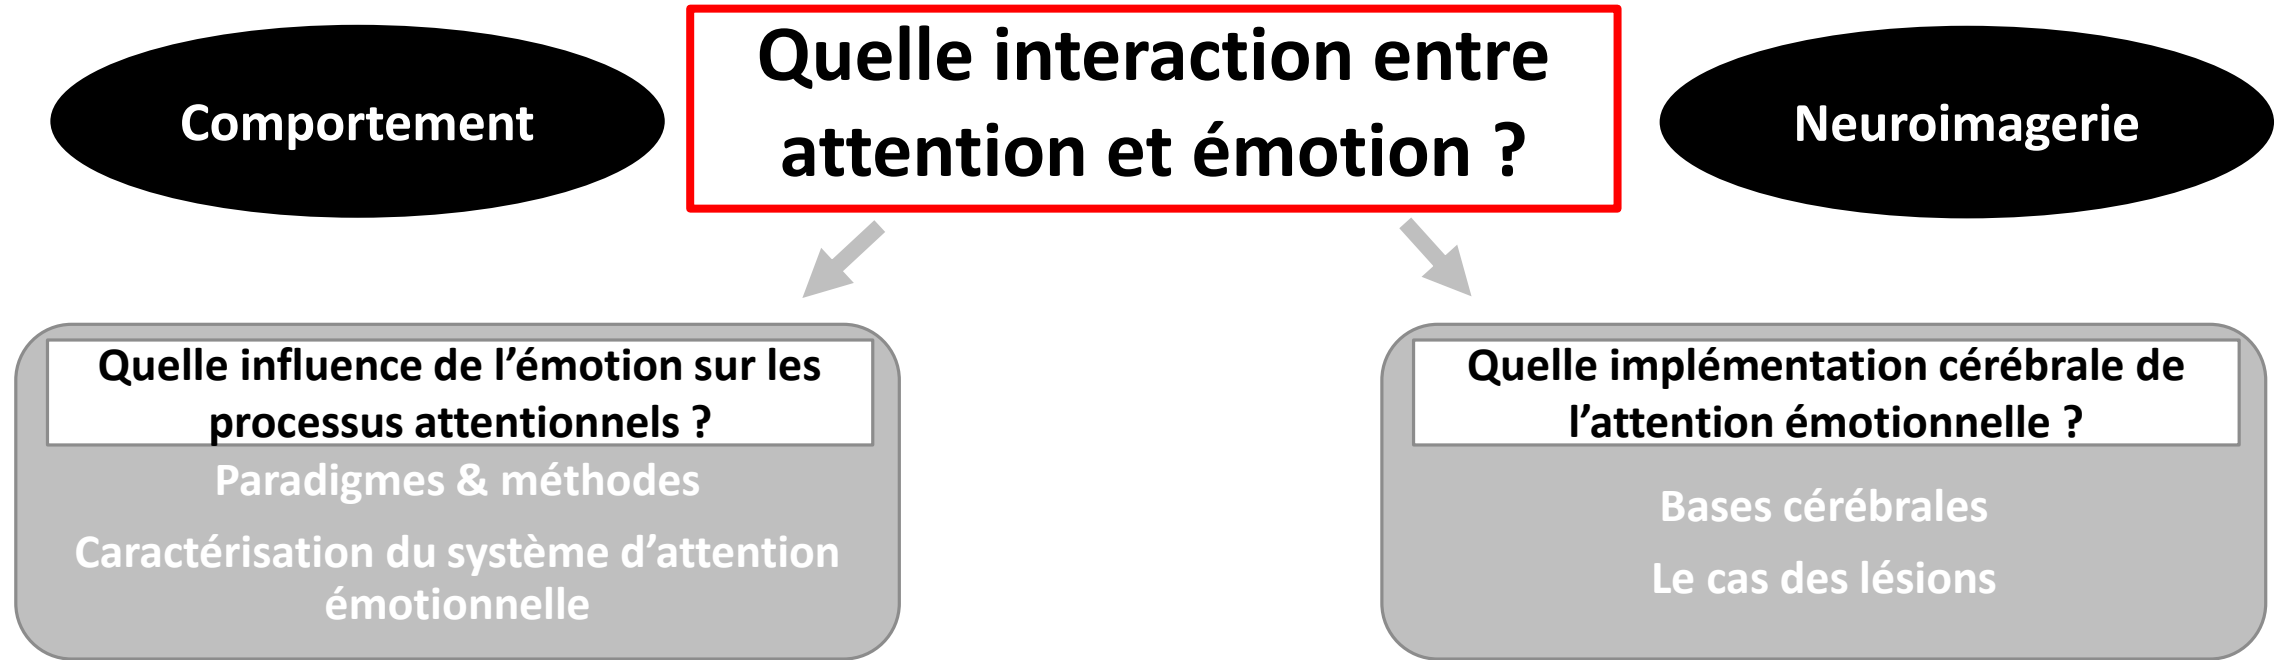 Comportement
Quelle interaction entre
attention et émotion ?
Neuroimagerie
Quelle influence de l’émotion sur les
processus attentionnels ?
Paradigmes & méthodes
Caractérisation du système d’attention
émotionnelle
Quelle implémentation cérébrale de
l’attention émotionnelle ?
Bases cérébrales
Le cas des lésions